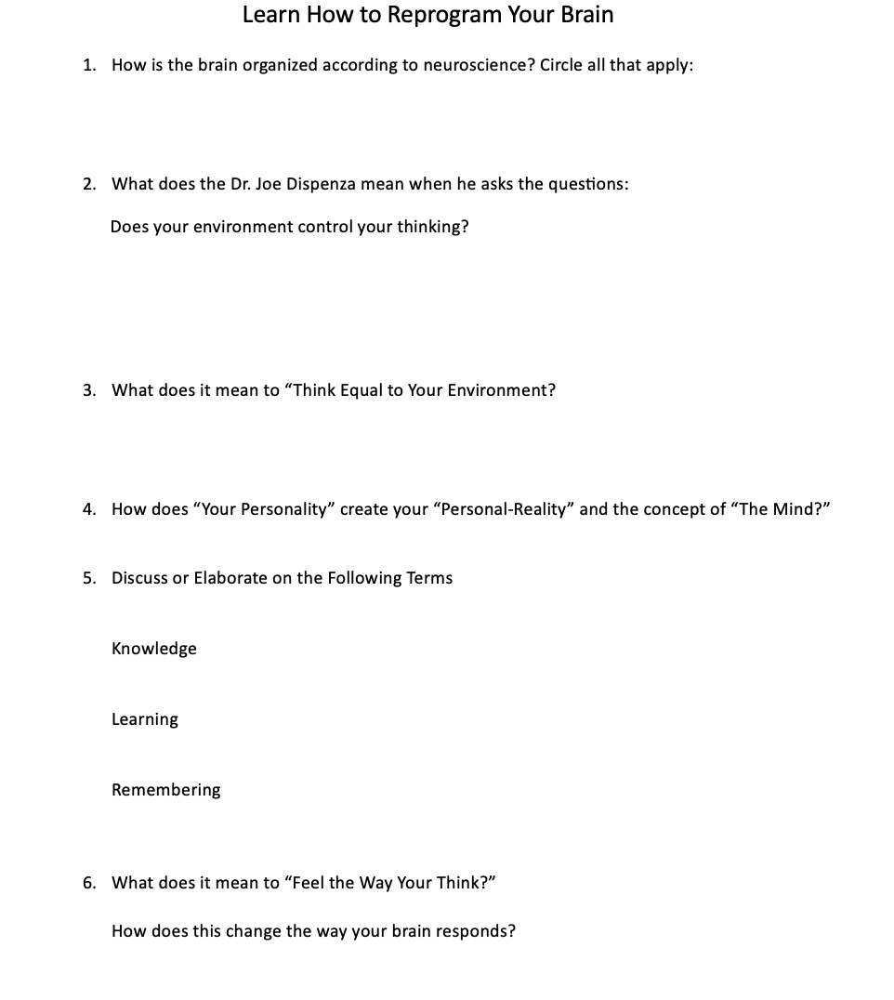 Learn How to Reprogram Your Brain
1. How is the brain organized according to neuroscience? Circle all that apply:
2. What does the Dr. Joe Dispenza mean when he asks the questions:
Does your environment control your thinking?
3. What does it mean to “Think Equal to Your Environment?
4. How does “Your Personality” create your “Personal-Reality” and the concept of “The Mind?”
5. Discuss or Elaborate on the Following Terms
Knowledge
Learning
Remembering
6. What does it mean to “Feel the Way Your Think?”
How does this change the way your brain responds?